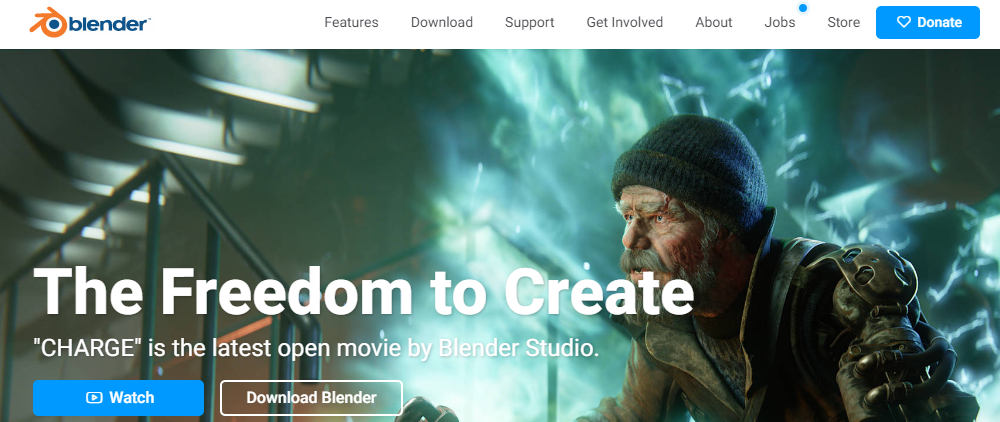 blender™
Features Download Support Get Involved About Jobs Store Donate
The Freedom to Create
"CHARGE" is the latest open movie by Blender Studio.
Watch Download Blender